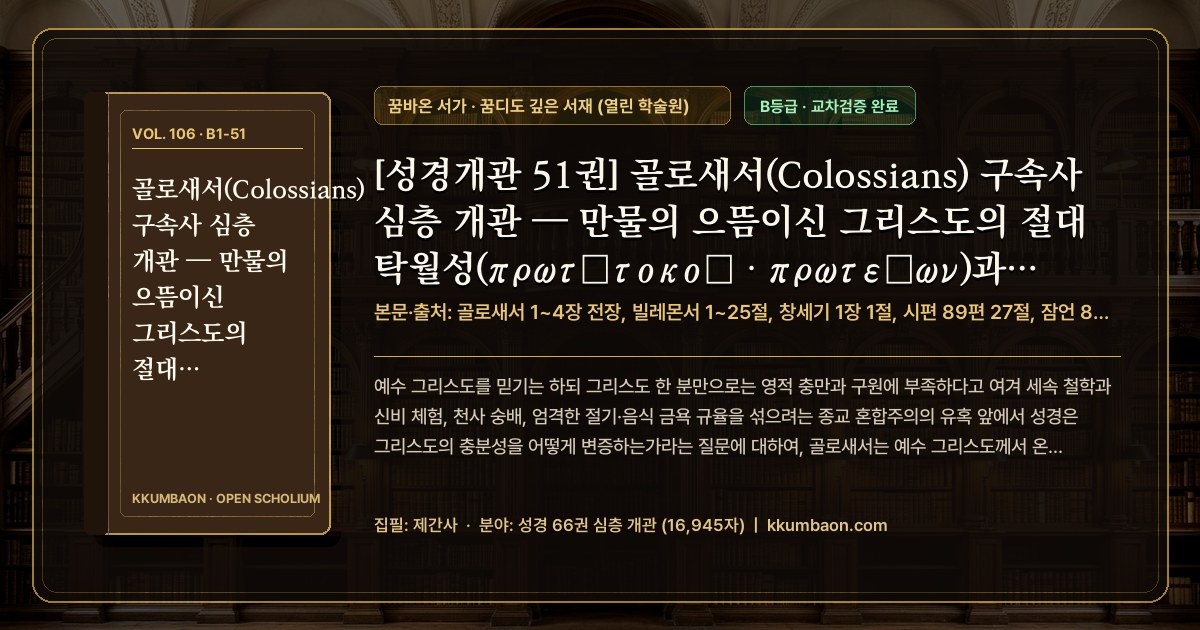 VOL. 106 · B1-51
골로새서(Colossians)
구속사 심층
개관 — 만물의
으뜸이신
그리스도의
절대…
KKUMBAON · OPEN SCHOLIUM
꿈바온 서가 · 꿈디도 깊은 서재 (열린 학술원)
B등급 · 교차검증 완료
[성경개관 51권] 골로새서(Colossians) 구속사
심층 개관 — 만물의 으뜸이신 그리스도의 절대
탁월성(πρωτ□τοκο□ · πρωτε□ων)과…
본문·출처: 골로새서 1~4장 전장, 빌레몬서 1~25절, 창세기 1장 1절, 시편 89편 27절, 잠언 8…
예수 그리스도를 믿기는 하되 그리스도 한 분만으로는 영적 충만과 구원에 부족하다고 여겨 세속 철학과
신비 체험, 천사 숭배, 엄격한 절기·음식 금욕 규율을 섞으려는 종교 혼합주의의 유혹 앞에서 성경은
그리스도의 충분성을 어떻게 변증하는가라는 질문에 대하여, 골로새서는 예수 그리스도께서 온…
집필: 제간사 · 분야: 성경 66권 심층 개관 (16,945자) | kkumbaon.com